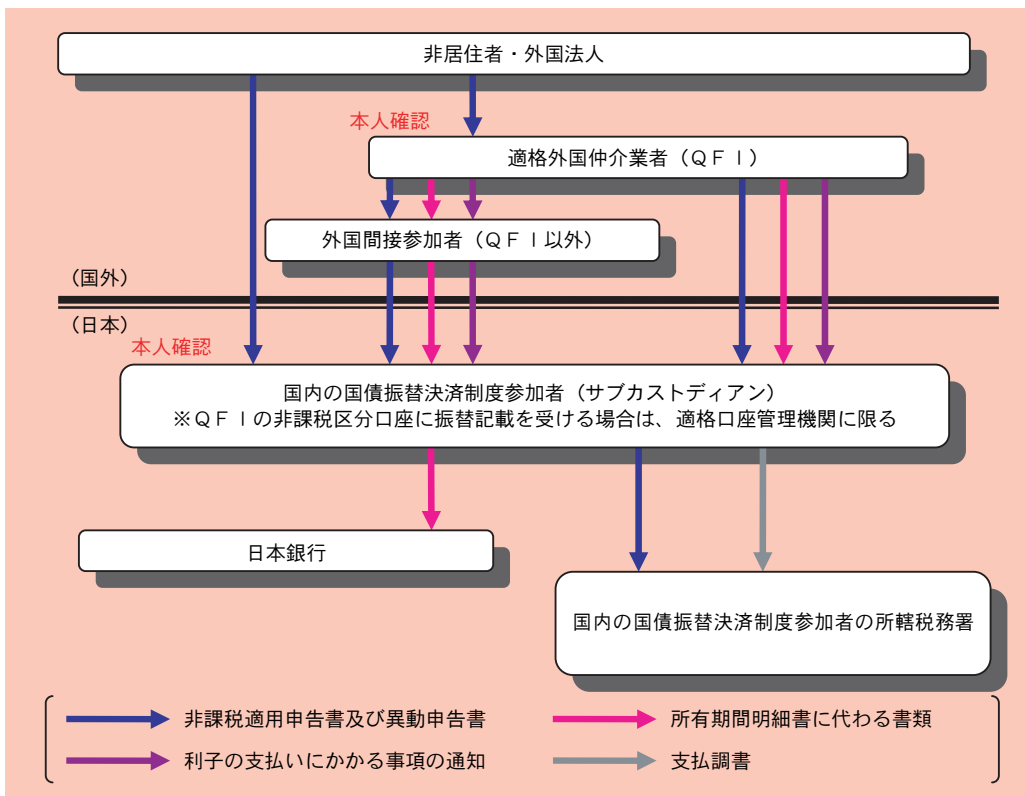 非居住者・外国法人
本人確認
適格外国仲介業者（ＱＦＩ）
外国間接参加者（ＱＦＩ以外）
（国外）
（日本）
本人確認
国内の国債振替決済制度参加者（サブカストディアン）
※ＱＦＩの非課税区分口座に振替記載を受ける場合は、適格口座管理機関に限る
日本銀行
国内の国債振替決済制度参加者の所轄税務署
非課税適用申告書及び異動申告書
所有期間明細書に代わる書類
利子の支払いにかかる事項の通知
支払調書